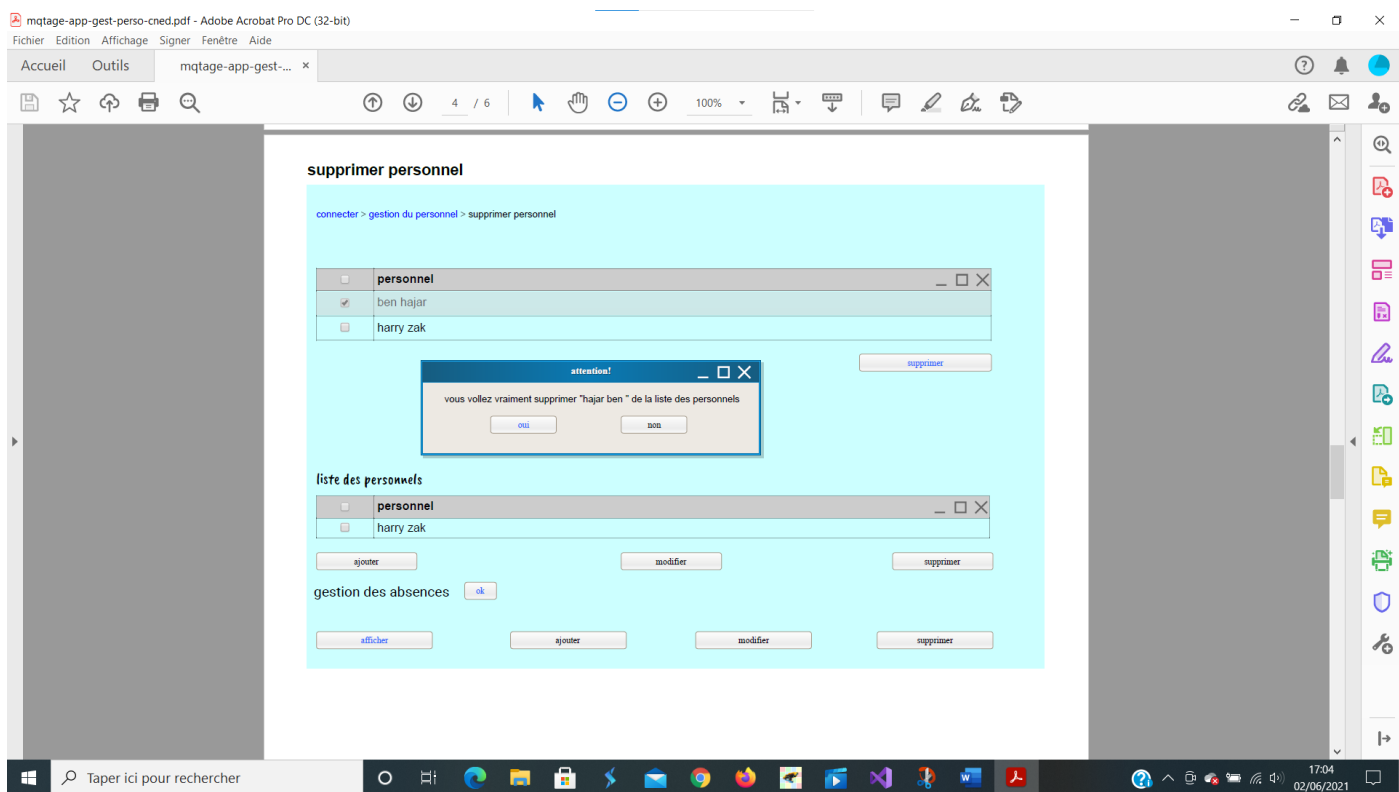 mqtage-app-gest-perso-cned.pdf - Adobe Acrobat Pro DC (32-bit)
Fichier Edition Affichage Signer Fenêtre Aide
Accueil Outils mqtage-app-gest-... ×
4 / 6 100%
supprimer personnel
connecter > gestion du personnel > supprimer personnel
personnel
ben hajar
harry zak
supprimer
attention!
vous vollez vraiment supprimer "hajar ben " de la liste des personnels
oui non
liste des personnels
personnel
harry zak
ajouter modifier supprimer
gestion des absences ok
afficher ajouter modifier supprimer
Taper ici pour rechercher
17:04
02/06/2021